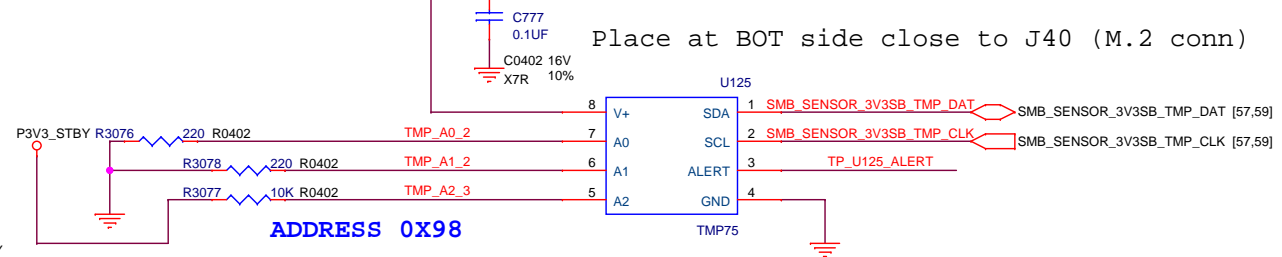 C777
0.1UF
Place at BOT side close to J40 (M.2 conn)
C0402 16V
X7R 10%
U125
8 V+ SDA 1 SMB_SENSOR_3V3SB_TMP_DAT SMB_SENSOR_3V3SB_TMP_DAT [57,59]
P3V3_STBY R3076 220 R0402 TMP_A0_2 7 A0 SCL 2 SMB_SENSOR_3V3SB_TMP_CLK SMB_SENSOR_3V3SB_TMP_CLK [57,59]
R3078 220 R0402 TMP_A1_2 6 A1 ALERT 3 TP_U125_ALERT
R3077 10K R0402 TMP_A2_3 5 A2 GND 4
ADDRESS 0X98
TMP75